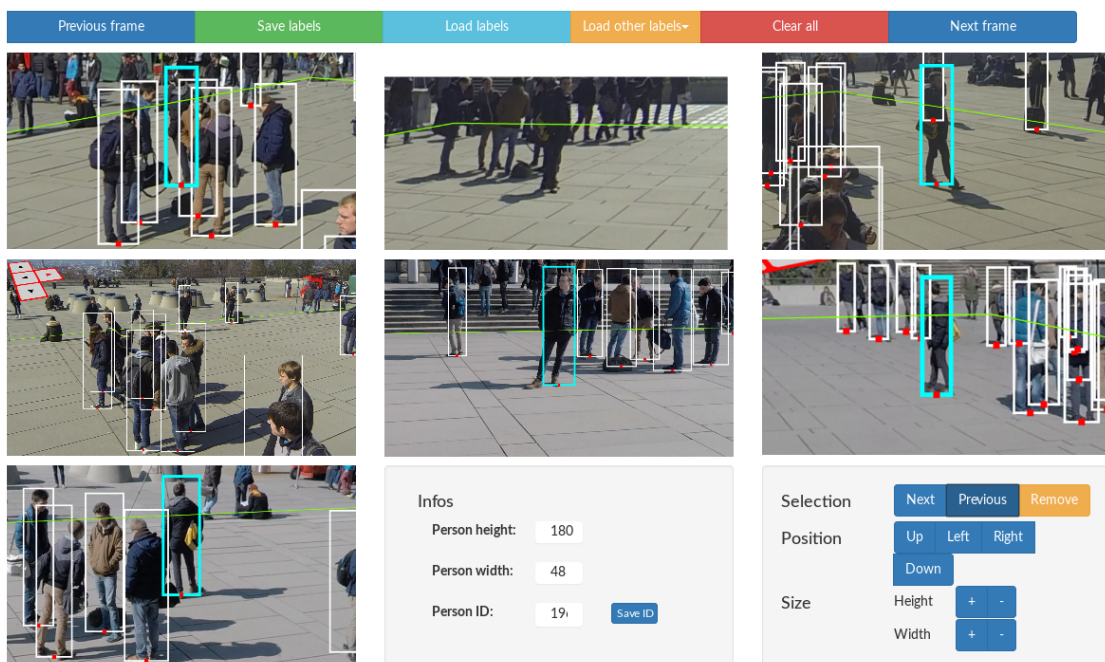 Previous frame Save labels Load labels Load other labels Clear all Next frame
Infos
Person height: 180
Person width: 48
Person ID: Save ID
Selection Next Previous Remove
Position Up Left Right
Down
Size Height + -
Width + -